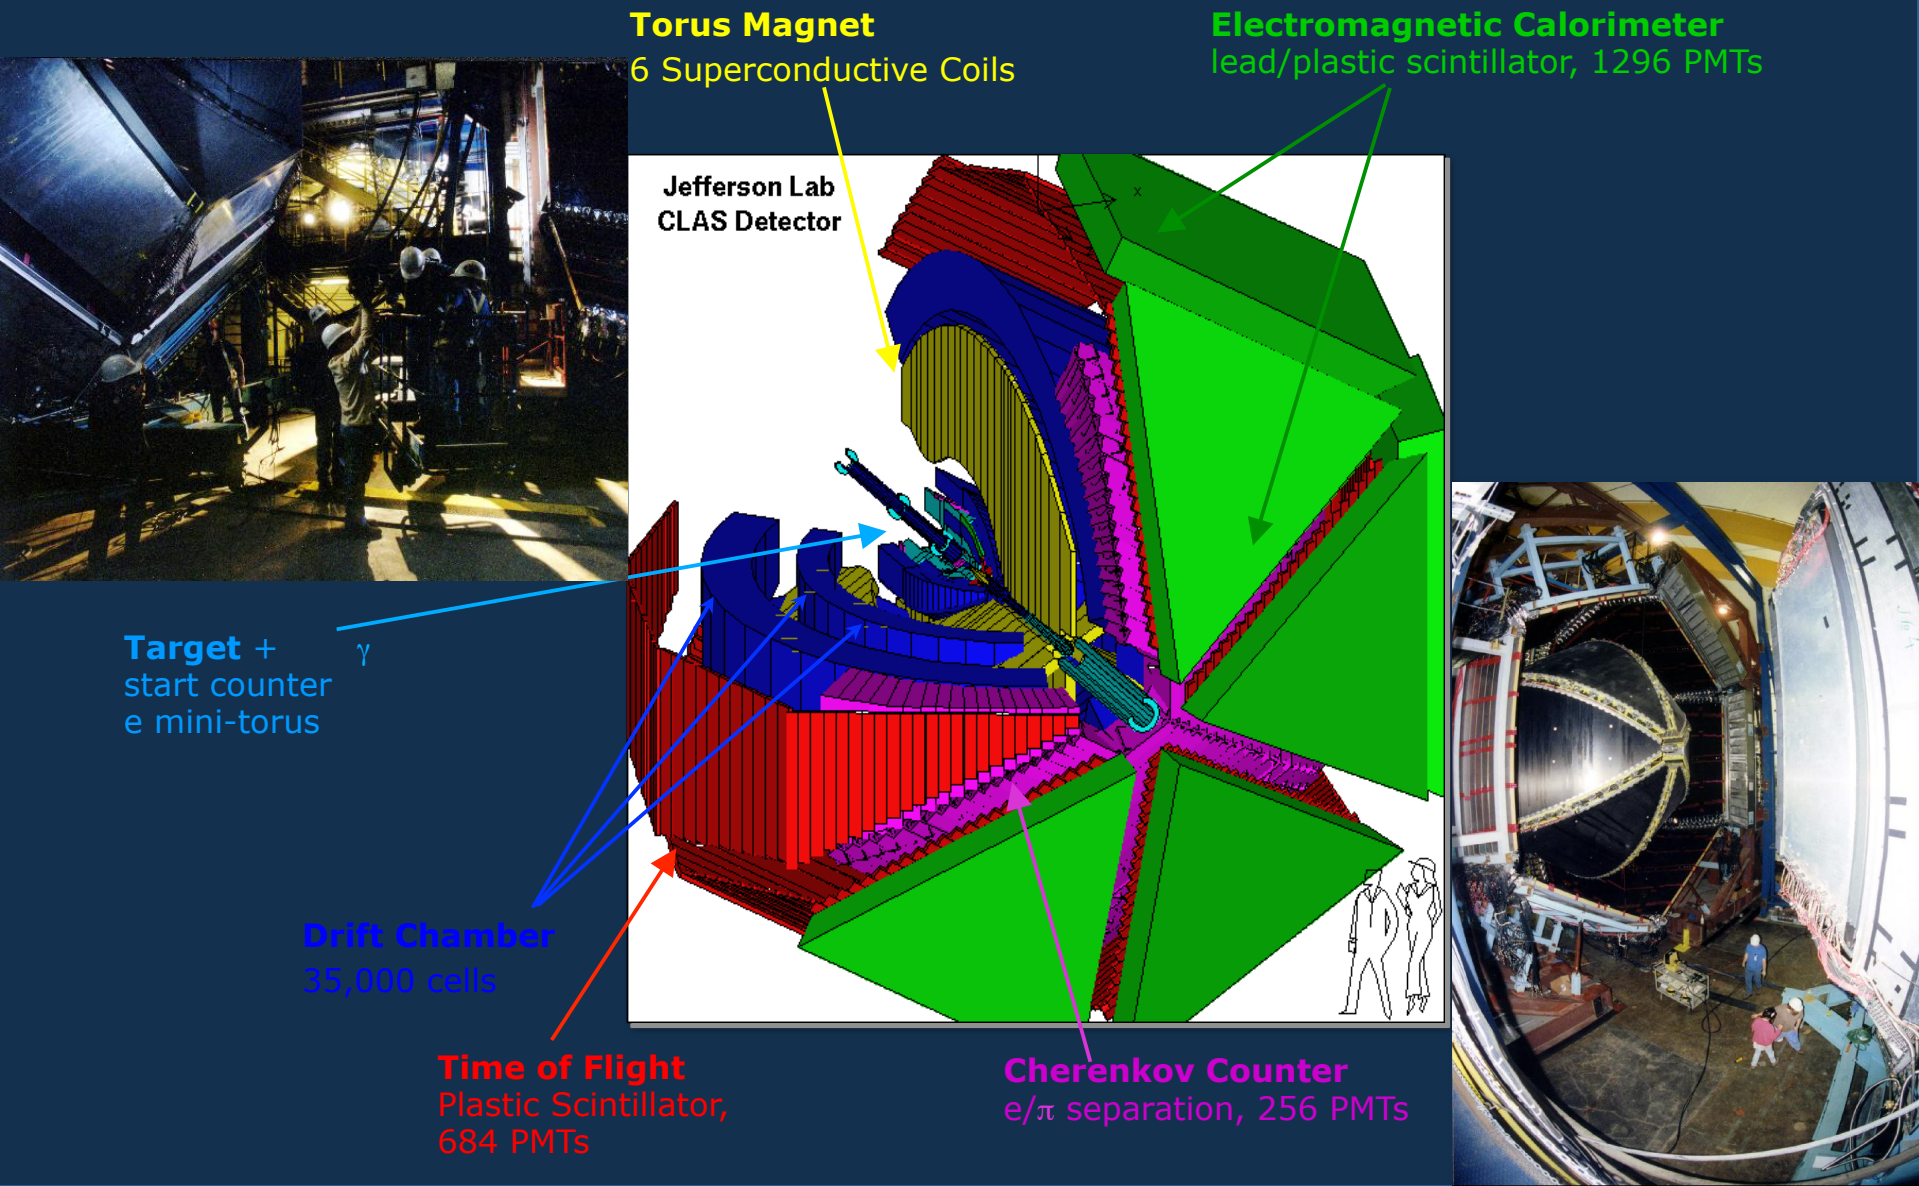 Torus Magnet
6 Superconductive Coils
Electromagnetic Calorimeter
lead/plastic scintillator, 1296 PMTs
Jefferson Lab
CLAS Detector
x
Target + γ
start counter
e mini-torus
Drift Chamber
35,000 cells
Time of Flight
Plastic Scintillator,
684 PMTs
Cherenkov Counter
e/π separation, 256 PMTs